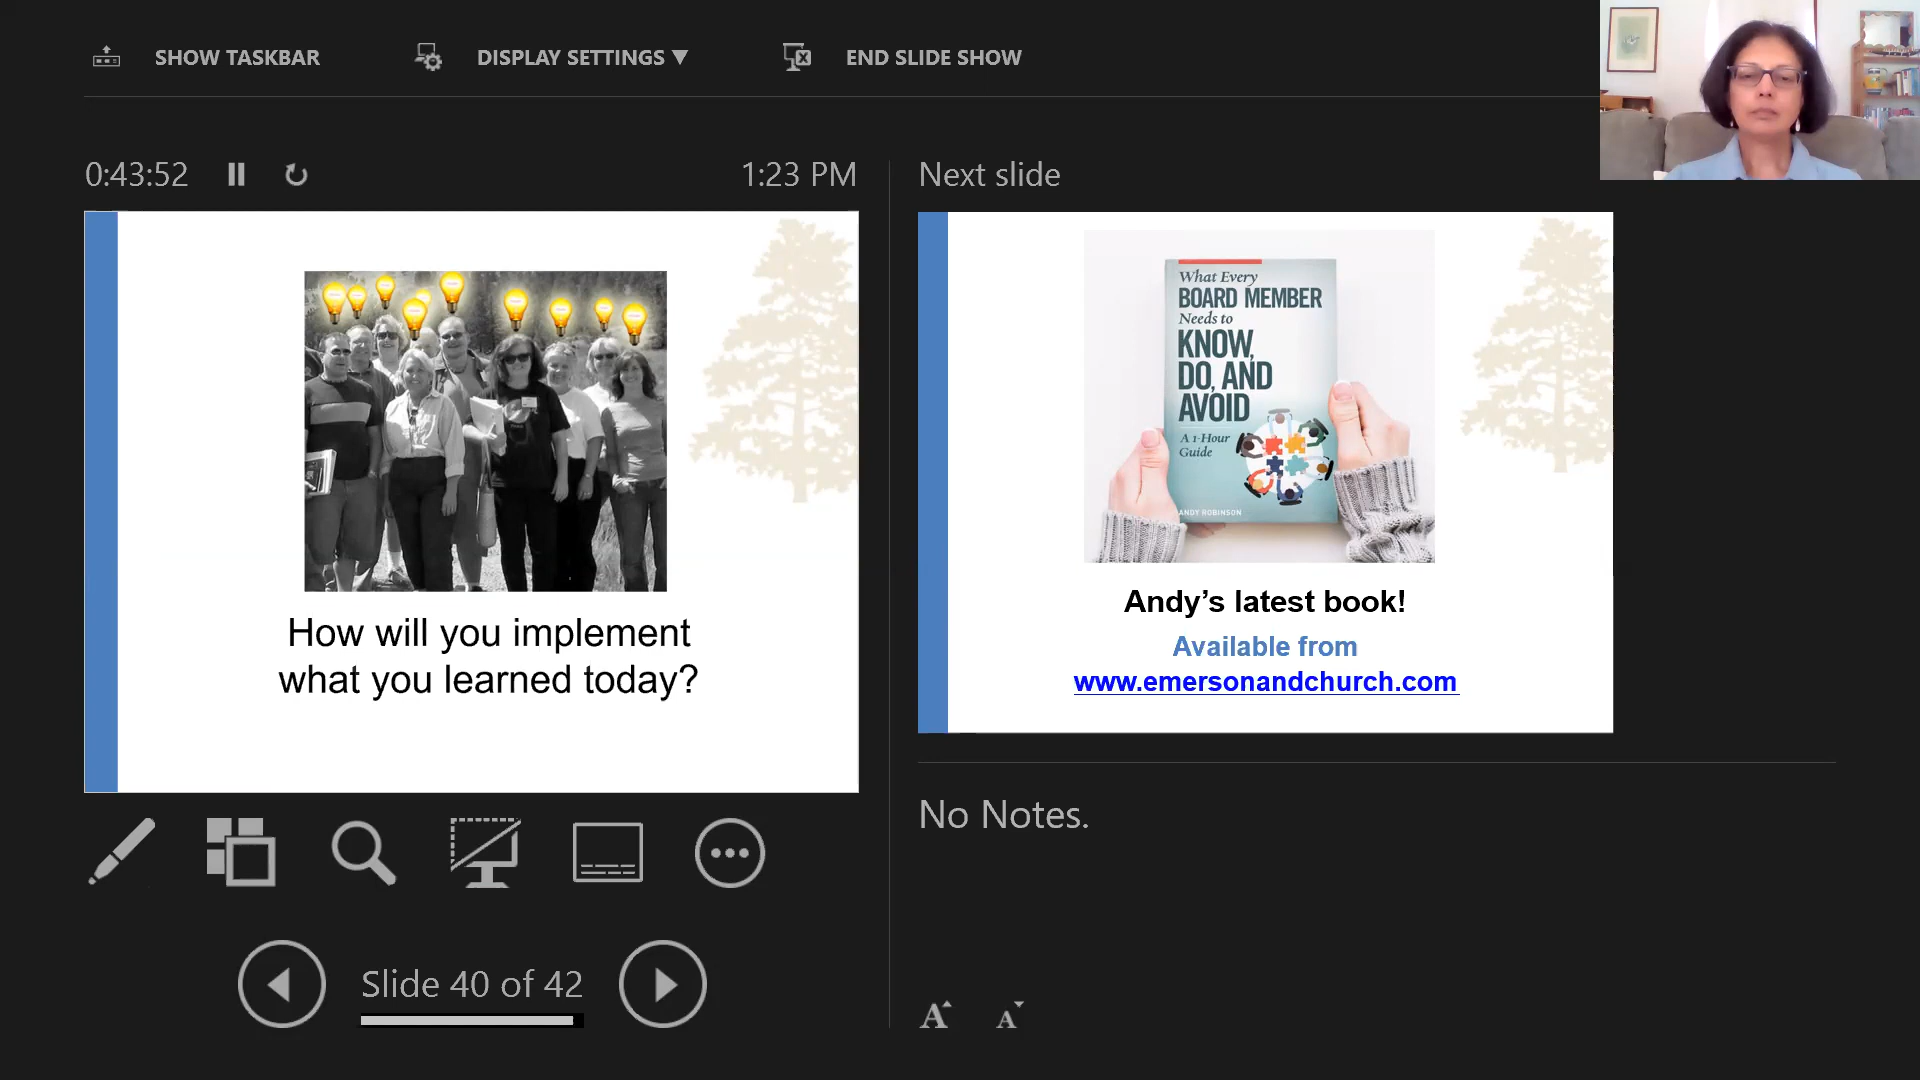 SHOW TASKBAR
DISPLAY SETTINGS ▼
END SLIDE SHOW
0:43:52
1:23 PM
How will you implement
what you learned today?
Slide 40 of 42
Next slide
What Every
BOARD MEMBER
Needs to
KNOW,
DO, AND
AVOID
A 1-Hour
Guide
ANDY ROBINSON
Andy’s latest book!
Available from
www.emersonandchurch.com
No Notes.
A A